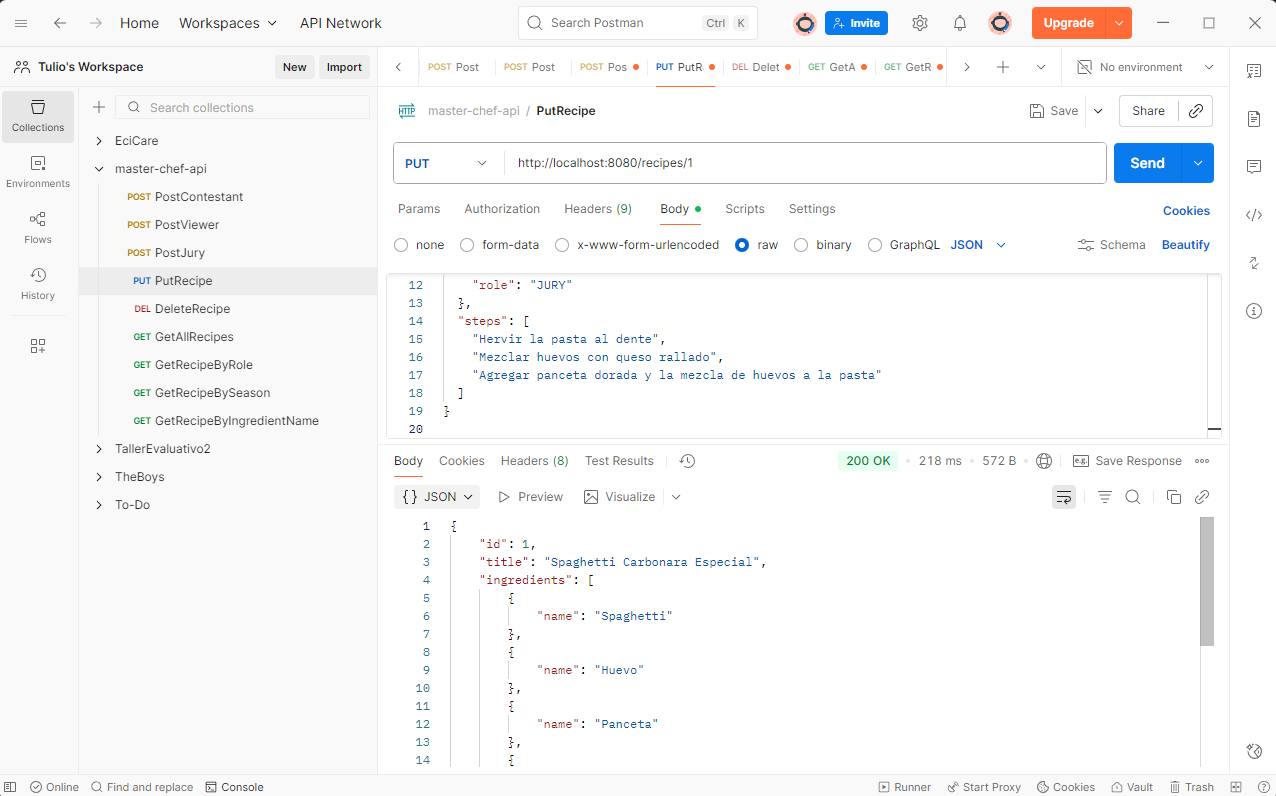 Home Workspaces API Network Search Postman Ctrl K Invite Upgrade
Tulio's Workspace New Import
POST Post POST Post POST Pos PUT PutR DEL Delet GET GetA GET GetR No environment
Search collections
HTTP master-chef-api / PutRecipe Save Share
Collections
Environments
Flows
History
EciCare
master-chef-api
POST PostContestant
POST PostViewer
POST PostJury
PUT PutRecipe
DEL DeleteRecipe
GET GetAllRecipes
GET GetRecipeByRole
GET GetRecipeBySeason
GET GetRecipeByIngredientName
TallerEvaluativo2
TheBoys
To-Do
PUT http://localhost:8080/recipes/1 Send
Params Authorization Headers (9) Body Scripts Settings Cookies
none form-data x-www-form-urlencoded raw binary GraphQL JSON Schema Beautify
12 "role": "JURY"
13 },
14 "steps": [
15 "Hervir la pasta al dente",
16 "Mezclar huevos con queso rallado",
17 "Agregar panceta dorada y la mezcla de huevos a la pasta"
18 ]
19 }
20
Body Cookies Headers (8) Test Results 200 OK • 218 ms • 572 B • e.g. Save Response
{} JSON Preview Visualize
1 {
2 "id": 1,
3 "title": "Spaghetti Carbonara Especial",
4 "ingredients": [
5 {
6 "name": "Spaghetti"
7 },
8 {
9 "name": "Huevo"
10 },
11 {
12 "name": "Panceta"
13 },
14 {
Online Find and replace Console Runner Start Proxy Cookies Vault Trash